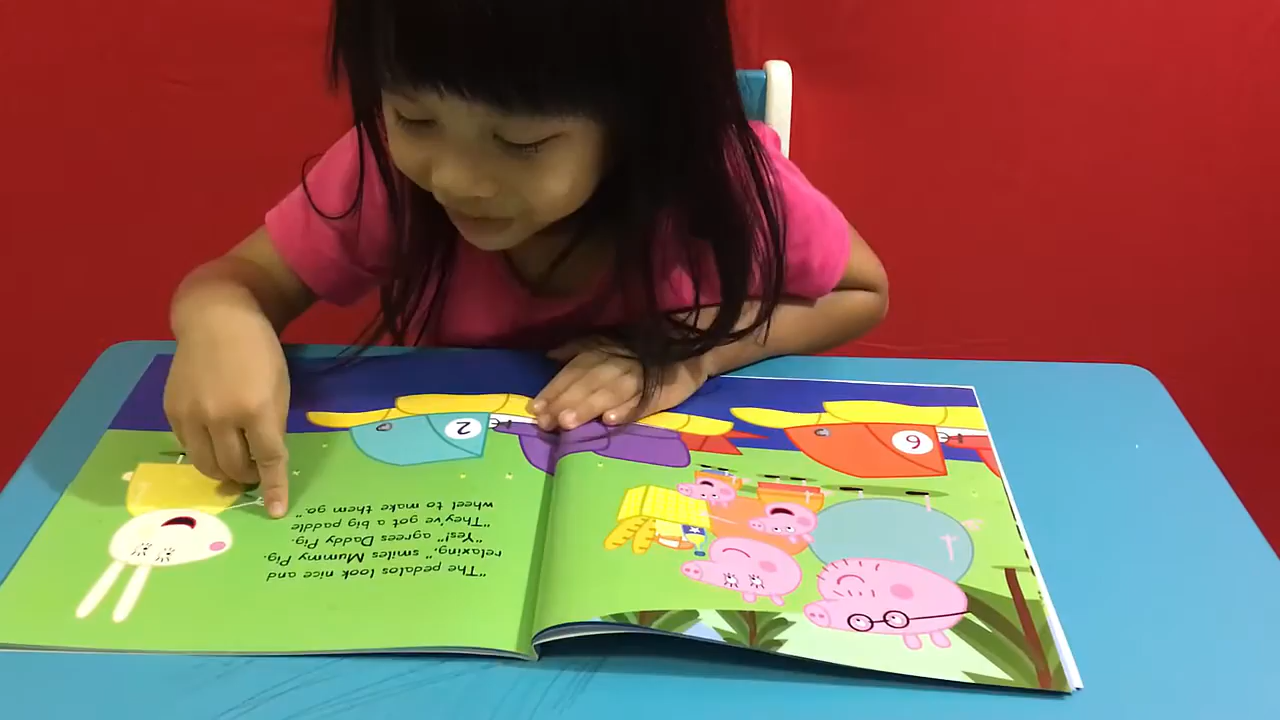 "The pedalos look nice and
relaxing," smiles Mummy Pig.
"Yes!" agrees Daddy Pig.
"They've got a big paddle
wheel to make them go."
2
6